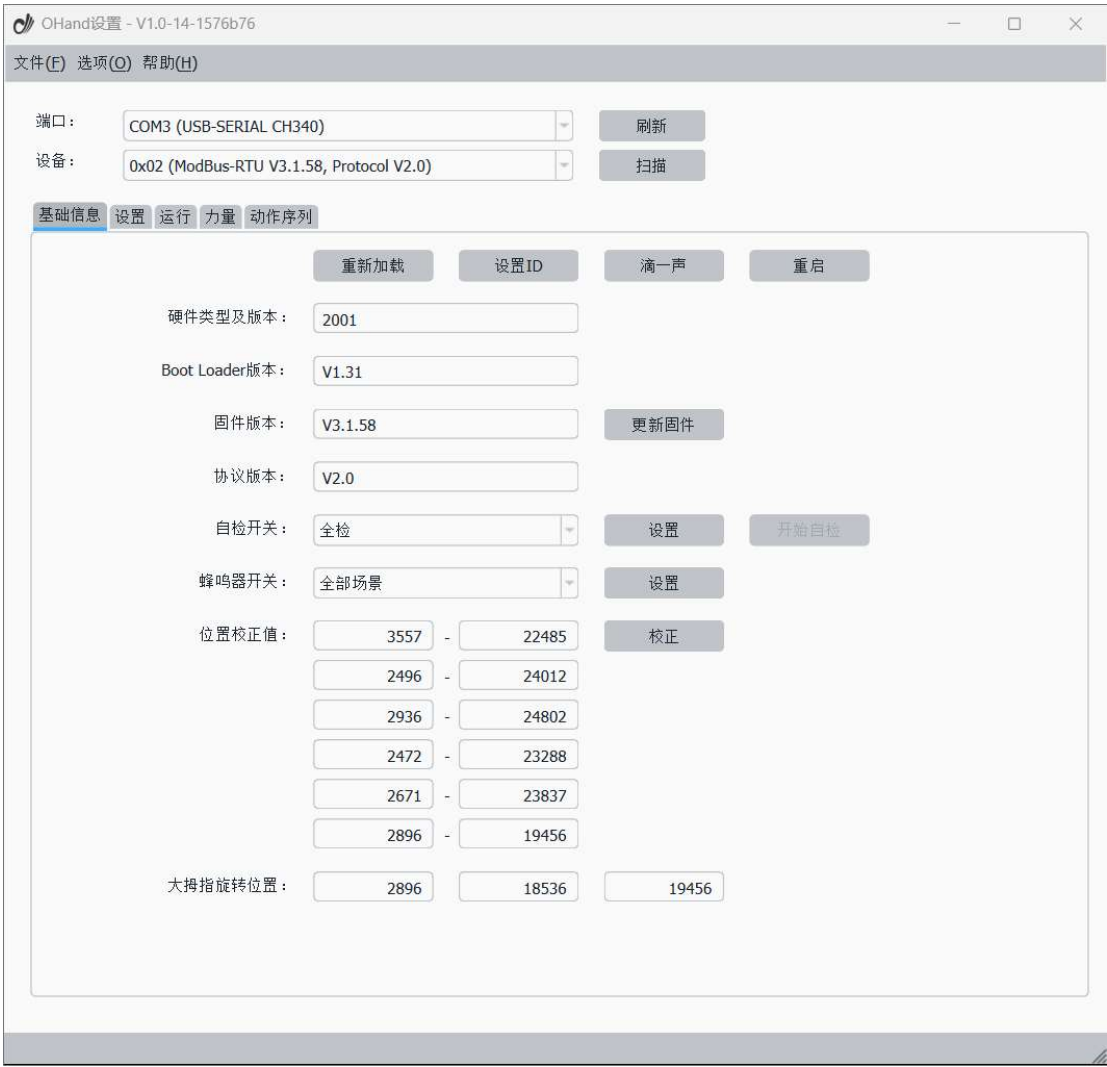 OHand设置 - V1.0-14-1576b76
文件(F) 选项(O) 帮助(H)
端口: COM3 (USB-SERIAL CH340) 刷新
设备: 0x02 (ModBus-RTU V3.1.58, Protocol V2.0) 扫描
基础信息 设置 运行 力量 动作序列
重新加载 设置ID 滴一声 重启
硬件类型及版本: 2001
Boot Loader版本: V1.31
固件版本: V3.1.58 更新固件
协议版本: V2.0
自检开关: 全检 设置 开始自检
蜂鸣器开关: 全部场景 设置
位置校正值: 3557 - 22485 校正
2496 - 24012
2936 - 24802
2472 - 23288
2671 - 23837
2896 - 19456
大拇指旋转位置: 2896 18536 19456